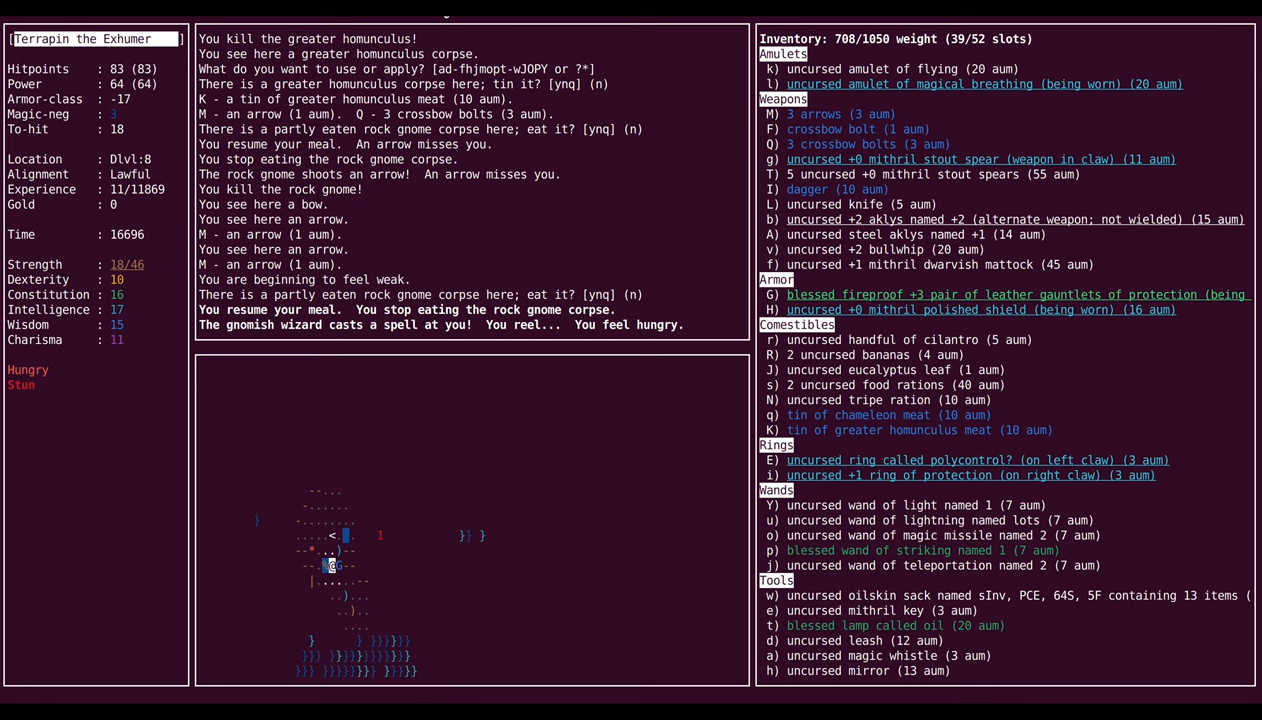 [Terrapin the Exhumer ]
Hitpoints : 83 (83)
Power : 64 (64)
Armor-class : -17
Magic-neg : 3
To-hit : 18
Location : Dlvl:8
Alignment : Lawful
Experience : 11/11869
Gold : 0
Time : 16696
Strength : 18/46
Dexterity : 10
Constitution : 16
Intelligence : 17
Wisdom : 15
Charisma : 11
Hungry
Stun
You kill the greater homunculus!
You see here a greater homunculus corpse.
What do you want to use or apply? [ad-fhjmopt-wJOPY or ?*]
There is a greater homunculus corpse here; tin it? [ynq] (n)
K - a tin of greater homunculus meat (10 aum).
M - an arrow (1 aum).  Q - 3 crossbow bolts (3 aum).
There is a partly eaten rock gnome corpse here; eat it? [ynq] (n)
You resume your meal.  An arrow misses you.
You stop eating the rock gnome corpse.
The rock gnome shoots an arrow!  An arrow misses you.
You kill the rock gnome!
You see here a bow.
You see here an arrow.
M - an arrow (1 aum).
You see here an arrow.
M - an arrow (1 aum).
You are beginning to feel weak.
There is a partly eaten rock gnome corpse here; eat it? [ynq] (n)
You resume your meal.  You stop eating the rock gnome corpse.
The gnomish wizard casts a spell at you!  You reel...  You feel hungry.
--...
-......
} -........
.....<. . 1 }} }
--*...)--
--.%@G--
|.....--
..)...
..)..
....
} } }}}}}}
}}} }}}}}}}}}}}}
}}} }}}}}}} }}}}}
Inventory: 708/1050 weight (39/52 slots)
Amulets
k) uncursed amulet of flying (20 aum)
l) uncursed amulet of magical breathing (being worn) (20 aum)
Weapons
M) 3 arrows (3 aum)
F) crossbow bolt (1 aum)
Q) 3 crossbow bolts (3 aum)
g) uncursed +0 mithril stout spear (weapon in claw) (11 aum)
T) 5 uncursed +0 mithril stout spears (55 aum)
I) dagger (10 aum)
L) uncursed knife (5 aum)
b) uncursed +2 aklys named +2 (alternate weapon; not wielded) (15 aum)
A) uncursed steel aklys named +1 (14 aum)
v) uncursed +2 bullwhip (20 aum)
f) uncursed +1 mithril dwarvish mattock (45 aum)
Armor
G) blessed fireproof +3 pair of leather gauntlets of protection (being
H) uncursed +0 mithril polished shield (being worn) (16 aum)
Comestibles
r) uncursed handful of cilantro (5 aum)
R) 2 uncursed bananas (4 aum)
J) uncursed eucalyptus leaf (1 aum)
s) 2 uncursed food rations (40 aum)
N) uncursed tripe ration (10 aum)
q) tin of chameleon meat (10 aum)
K) tin of greater homunculus meat (10 aum)
Rings
E) uncursed ring called polycontrol? (on left claw) (3 aum)
i) uncursed +1 ring of protection (on right claw) (3 aum)
Wands
Y) uncursed wand of light named 1 (7 aum)
u) uncursed wand of lightning named lots (7 aum)
o) uncursed wand of magic missile named 2 (7 aum)
p) blessed wand of striking named 1 (7 aum)
j) uncursed wand of teleportation named 2 (7 aum)
Tools
w) uncursed oilskin sack named sInv, PCE, 64S, 5F containing 13 items (
e) uncursed mithril key (3 aum)
t) blessed lamp called oil (20 aum)
d) uncursed leash (12 aum)
a) uncursed magic whistle (3 aum)
h) uncursed mirror (13 aum)